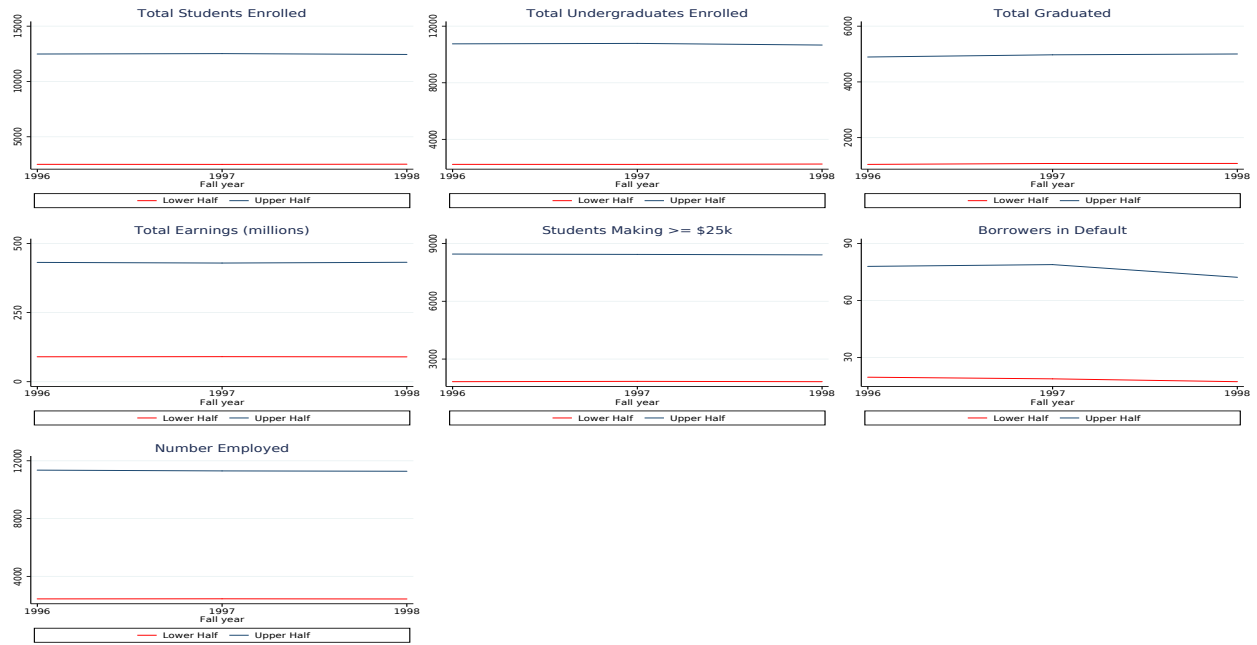 Total Students Enrolled
15000
10000
5000
1996 1997 1998
Fall year
Lower Half Upper Half
Total Undergraduates Enrolled
12000
8000
4000
1996 1997 1998
Fall year
Lower Half Upper Half
Total Graduated
6000
4000
2000
1996 1997 1998
Fall year
Lower Half Upper Half
Total Earnings (millions)
500
250
0
1996 1997 1998
Fall year
Lower Half Upper Half
Students Making >= $25k
9000
6000
3000
1996 1997 1998
Fall year
Lower Half Upper Half
Borrowers in Default
90
60
30
1996 1997 1998
Fall year
Lower Half Upper Half
Number Employed
12000
8000
4000
1996 1997 1998
Fall year
Lower Half Upper Half